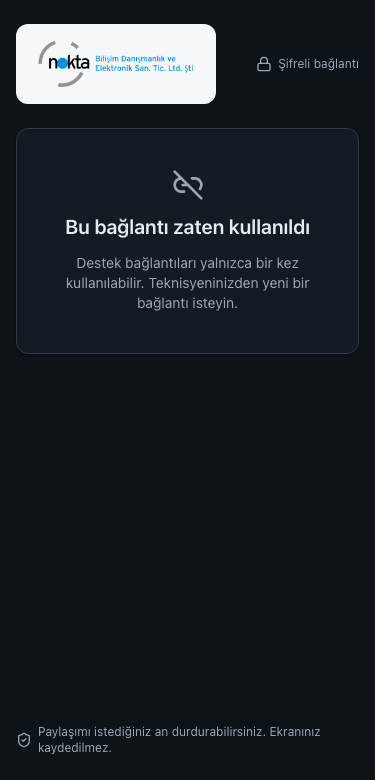 nokta
Bilişim Danışmanlık ve
Elektronik San. Tic. Ltd. Şti
Şifreli bağlantı
Bu bağlantı zaten kullanıldı
Destek bağlantıları yalnızca bir kez
kullanılabilir. Teknisyeninizden yeni bir
bağlantı isteyin.
Paylaşımı istediğiniz an durdurabilirsiniz. Ekranınız
kaydedilmez.